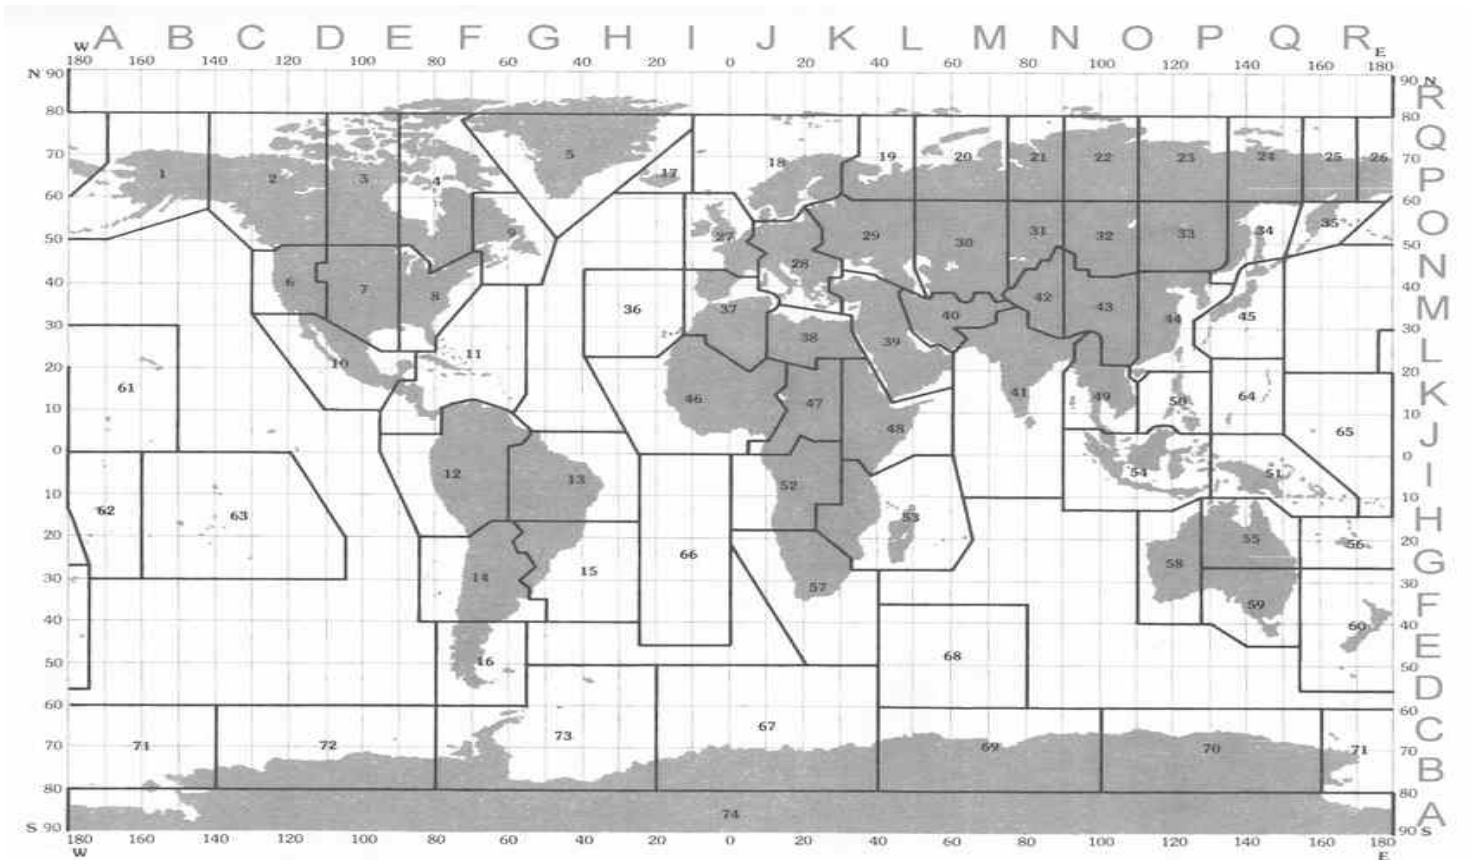 A B C D E F G H I J K L M N O P Q R
W E
180 160 140 120 100 80 60 40 20 0 20 40 60 80 100 120 140 160 180
N 90 90 N
R
80 80
Q
5
70 1 2 3 4 17 18 19 20 21 22 23 24 25 26 70
P
60 60
O
9 27 29 30 31 32 33 34 35
50 50
28 N
40 6 7 8 42 43 40
36 37 40 44 45 M
30 38 39 30
10 11 L
20 61 20
46 47 41 49 50 64 K
10 48 65 10
J
0 0
12 13 52 54 51 I
10 10
62 63 53 H
20 66 55 56 20
14 15 58 G
30 57 30
59 F
40 60 40
E
50 16 68 50
D
60 60
67 C
70 71 72 73 69 70 71 70
B
80 80
74 A
S 90 90 S
180 160 140 120 100 80 60 40 20 0 20 40 60 80 100 120 140 160 180
W E